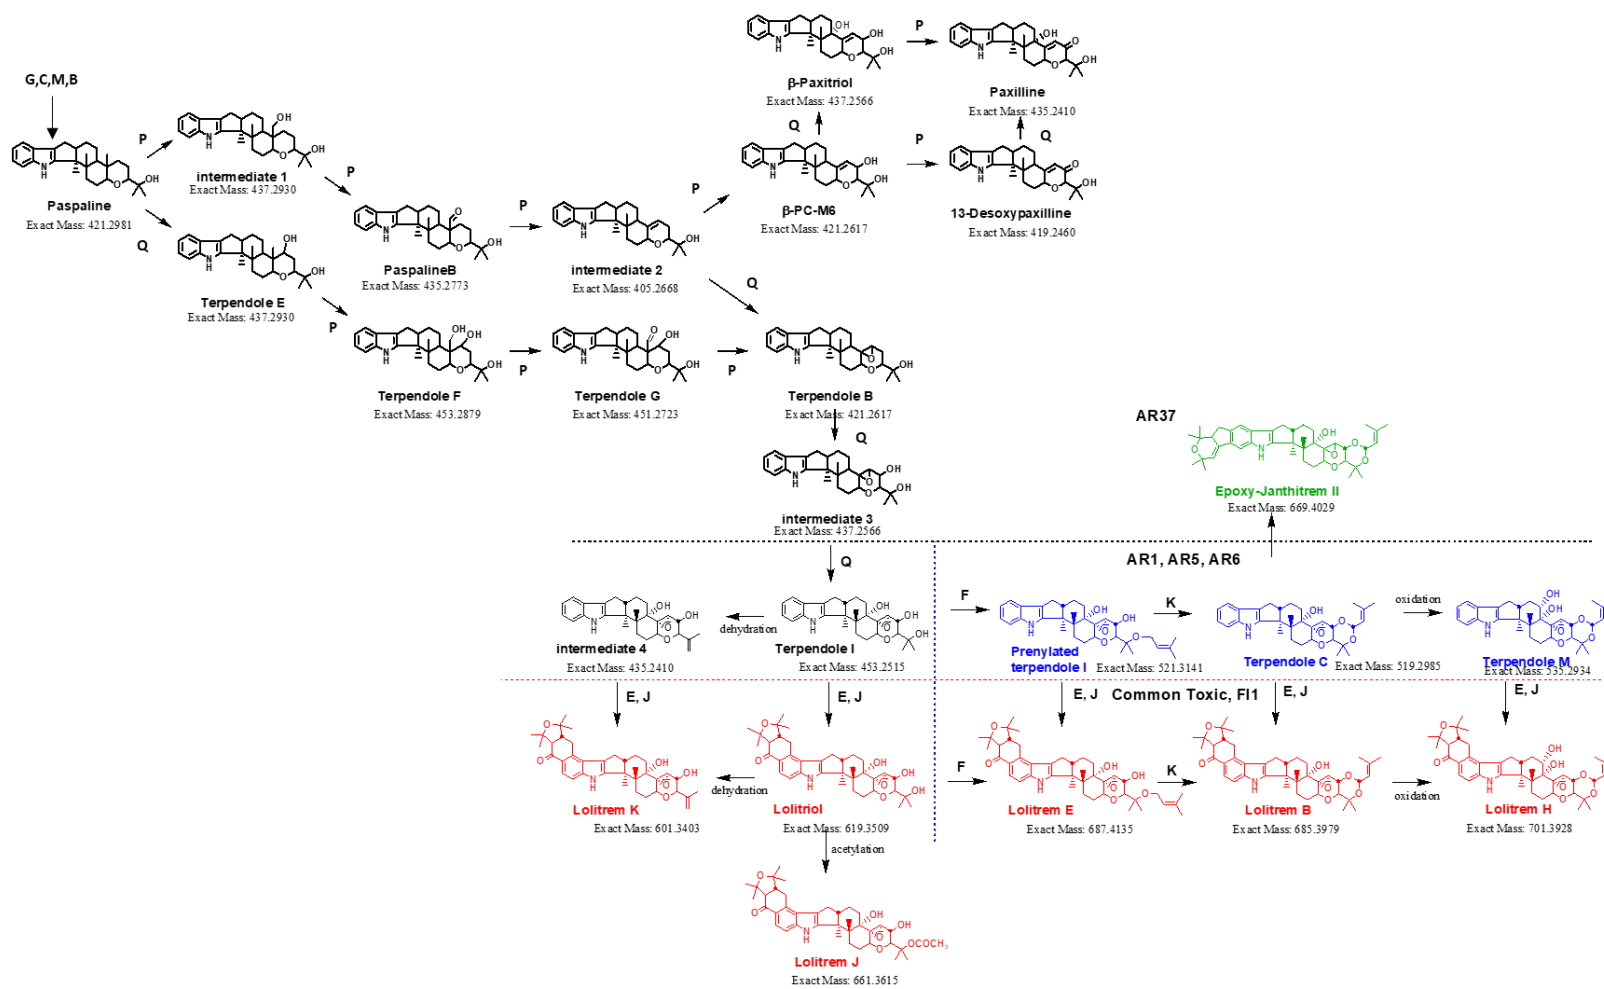 G,C,M,B
P
Q
Paspaline
Exact Mass: 421.2981
intermediate 1
Exact Mass: 437.2930
P
Terpendole E
Exact Mass: 437.2930
P
PaspalineB
Exact Mass: 435.2773
P
intermediate 2
Exact Mass: 405.2668
P
Q
β-Paxitriol
Exact Mass: 437.2566
P
Paxilline
Exact Mass: 435.2410
Q
Q
β-PC-M6
Exact Mass: 421.2617
P
13-Desoxypaxilline
Exact Mass: 419.2460
Terpendole F
Exact Mass: 453.2879
P
Terpendole G
Exact Mass: 451.2723
P
Terpendole B
Exact Mass: 421.2617
Q
intermediate 3
Exact Mass: 437.2566
Q
AR37
Epoxy-Janthitrem II
Exact Mass: 669.4029
AR1, AR5, AR6
intermediate 4
Exact Mass: 435.2410
dehydration
Terpendole I
Exact Mass: 453.2515
F
Prenylated
terpendole I
Exact Mass: 521.3141
K
Terpendole C
Exact Mass: 519.2985
oxidation
Terpendole M
Exact Mass: 535.2934
E, J
E, J
E, J
Common Toxic, Fl1
E, J
E, J
Lolitrem K
Exact Mass: 601.3403
dehydration
Lolitriol
Exact Mass: 619.3509
F
Lolitrem E
Exact Mass: 687.4135
K
Lolitrem B
Exact Mass: 685.3979
oxidation
Lolitrem H
Exact Mass: 701.3928
acetylation
OCOCH3
Lolitrem J
Exact Mass: 661.3615